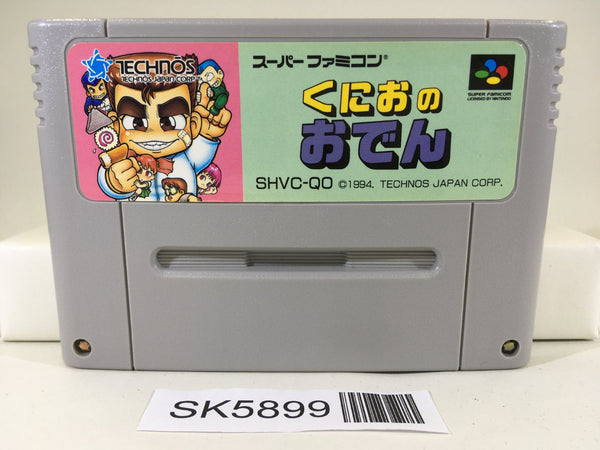 TECHNŌS
TECHNOS JAPAN CORP.
スーパーファミコン®
SUPER FAMICOM
LICENSED BY NINTENDO
くにおの
おでん
SHVC-QO ©1994. TECHNOS JAPAN CORP.
SK5899